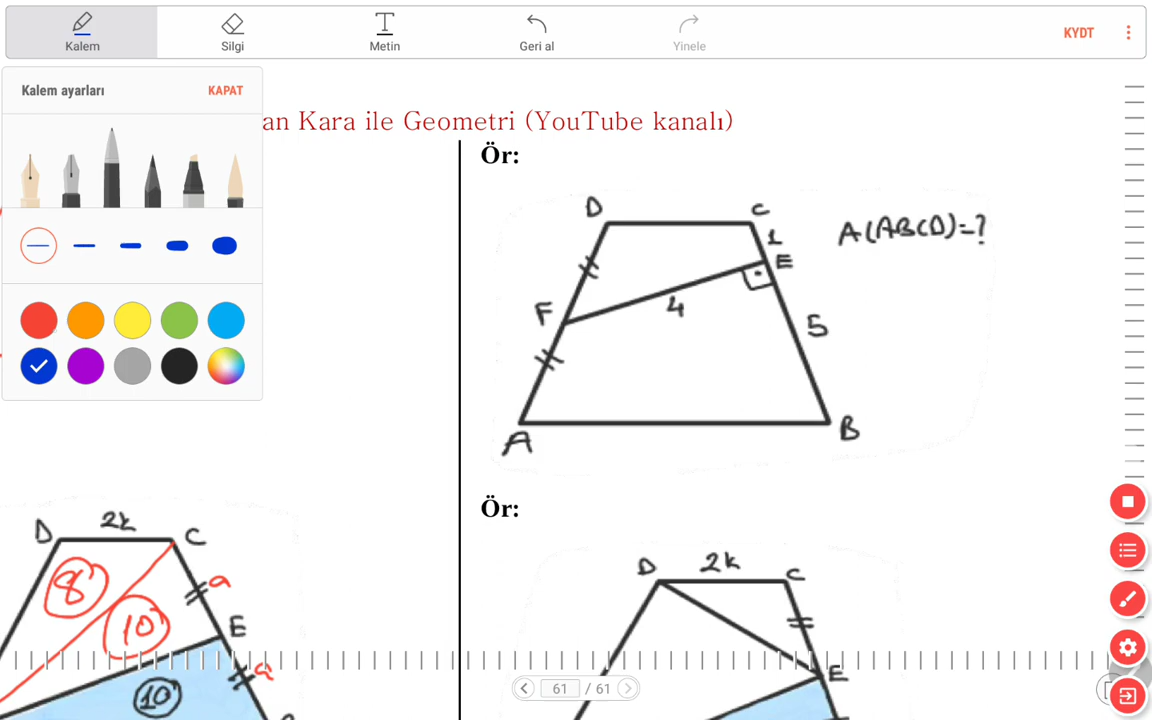 Kalem
Silgi
Metin
Geri al
Yinele
KYDT
Kalem ayarları
KAPAT
an Kara ile Geometri (YouTube kanalı)
Ör:
D
C
1
E
A(ABCD)=?
F
4
5
A
B
Ör:
D
2k
C
8
a
10
E
a
10
D
2k
C
E
61 / 61